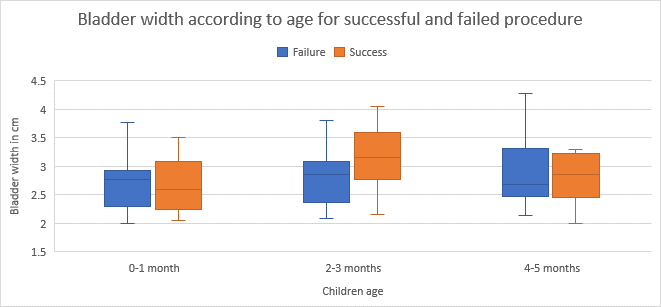 Bladder width according to age for successful and failed procedure
Failure Success
4.5
4
3.5
3
2.5
2
1.5
Bladder width in cm
0-1 month 2-3 months 4-5 months
Children age